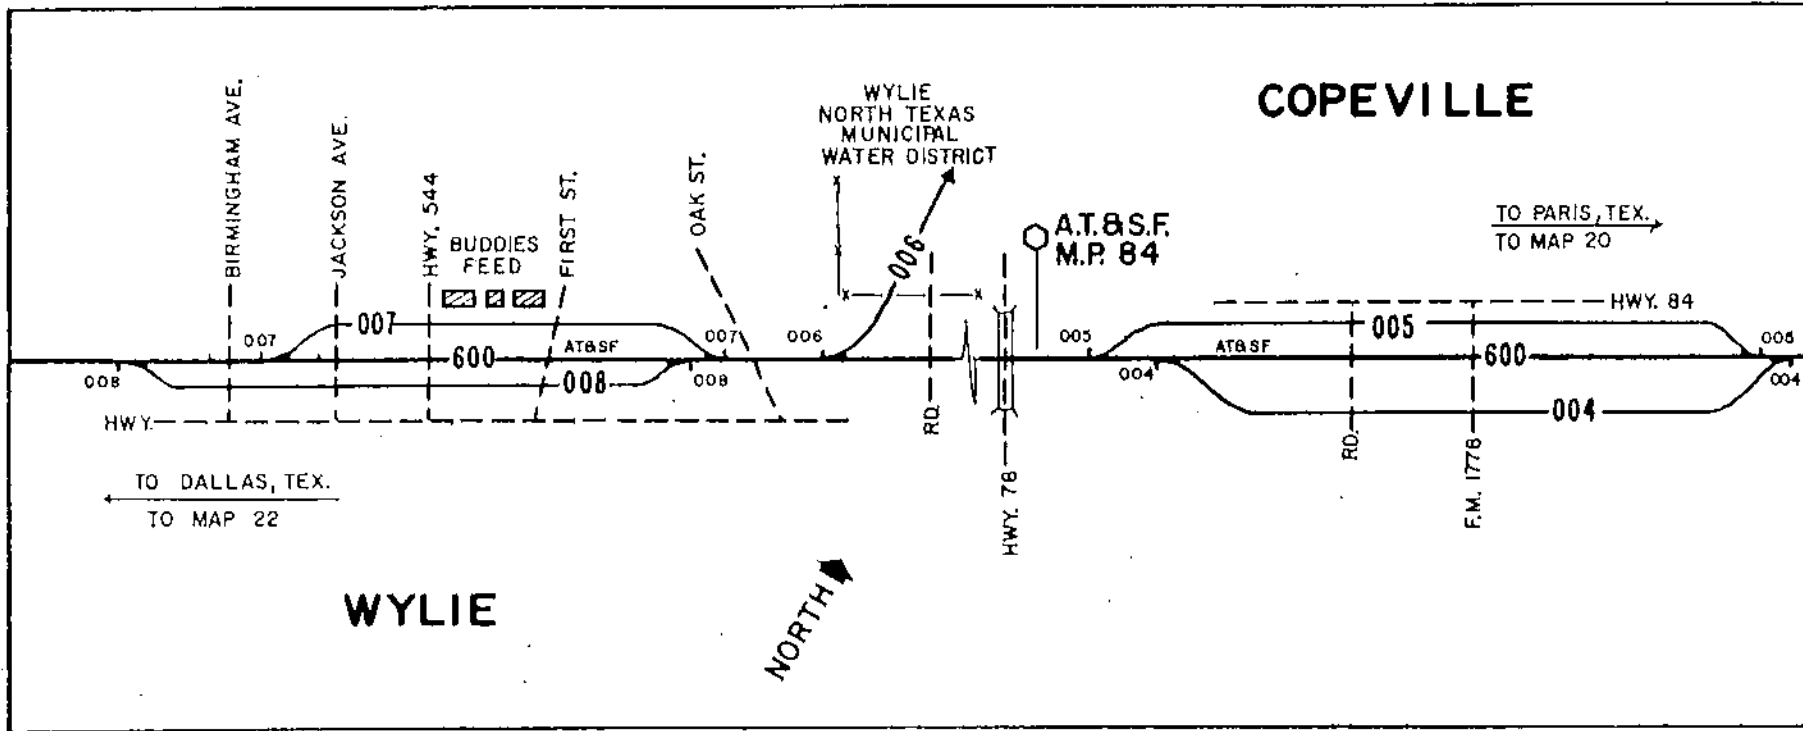 COPEVILLE
WYLIE
NORTH TEXAS
MUNICIPAL
WATER DISTRICT
BIRMINGHAM AVE.
JACKSON AVE.
HWY. 544
BUDDIES
FEED
FIRST ST.
OAK ST.
006
A.T.&S.F.
M.P. 84
TO PARIS, TEX.
TO MAP 20
HWY. 84
007
007
007
006
005
005
005
600
AT&SF
AT&SF
600
008
008
008
004
004
004
HWY.
RD.
HWY. 78
RD.
F.M. 1778
TO DALLAS, TEX.
TO MAP 22
WYLIE
NORTH